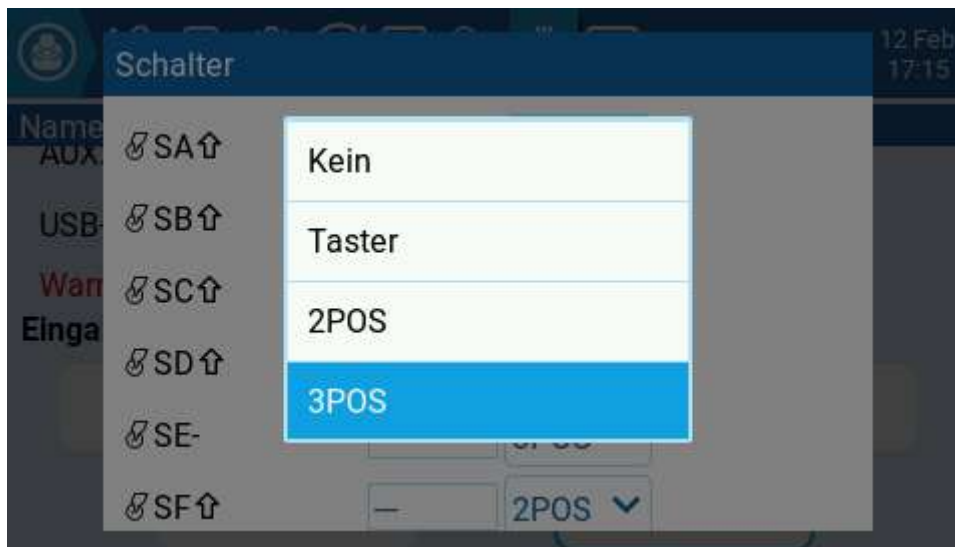 12 Feb
17:15
Schalter
Name
AUX
SA
Kein
USB-
SB
Taster
Warn
SC
2POS
Einga
SD
3POS
SE-
SF
—
2POS